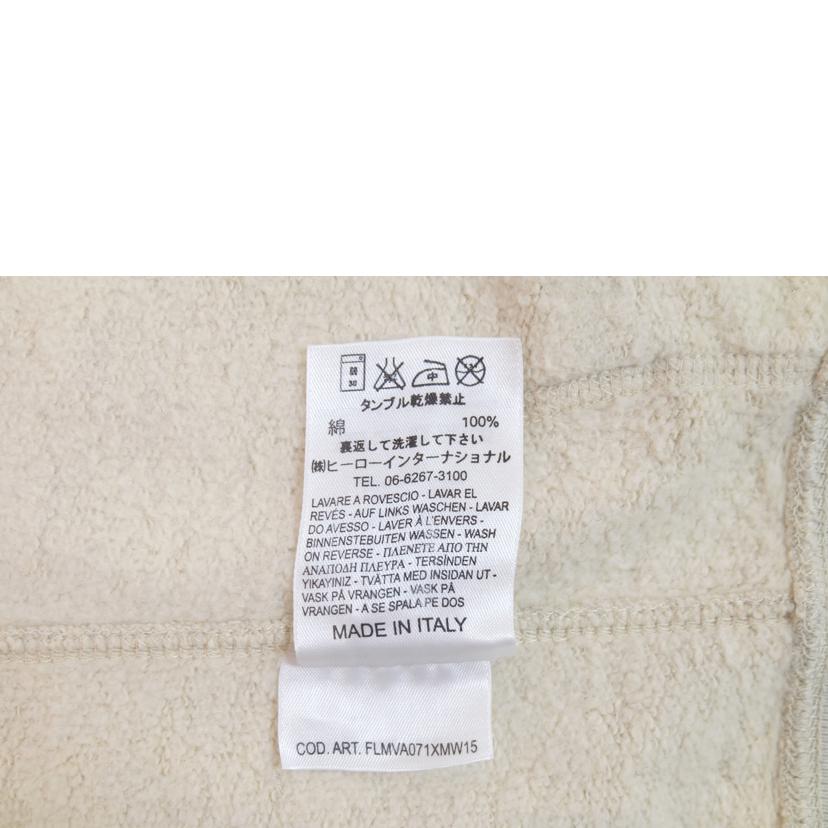 弱
30
中
タンブル乾燥禁止
綿 100%
裏返して洗濯して下さい
㈱ヒーローインターナショナル
TEL. 06-6267-3100
LAVARE A ROVESCIO - LAVAR EL
REVÉS - AUF LINKS WASCHEN - LAVAR
DO AVESSO - LAVER À L'ENVERS -
BINNENSTEBUITEN WASSEN - WASH
ON REVERSE - ΠΛΕΝΕΤΕ ΑΠΟ ΤΗΝ
ΑΝΑΠΟΔΗ ΠΛΕΥΡΑ - TERSİNDEN
YIKAYINIZ - TVÄTTA MED INSIDAN UT -
VASK PÅ VRANGEN - VASK PÅ
VRANGEN - A SE SPALA PE DOS
MADE IN ITALY
COD. ART. FLMVA071XMW15